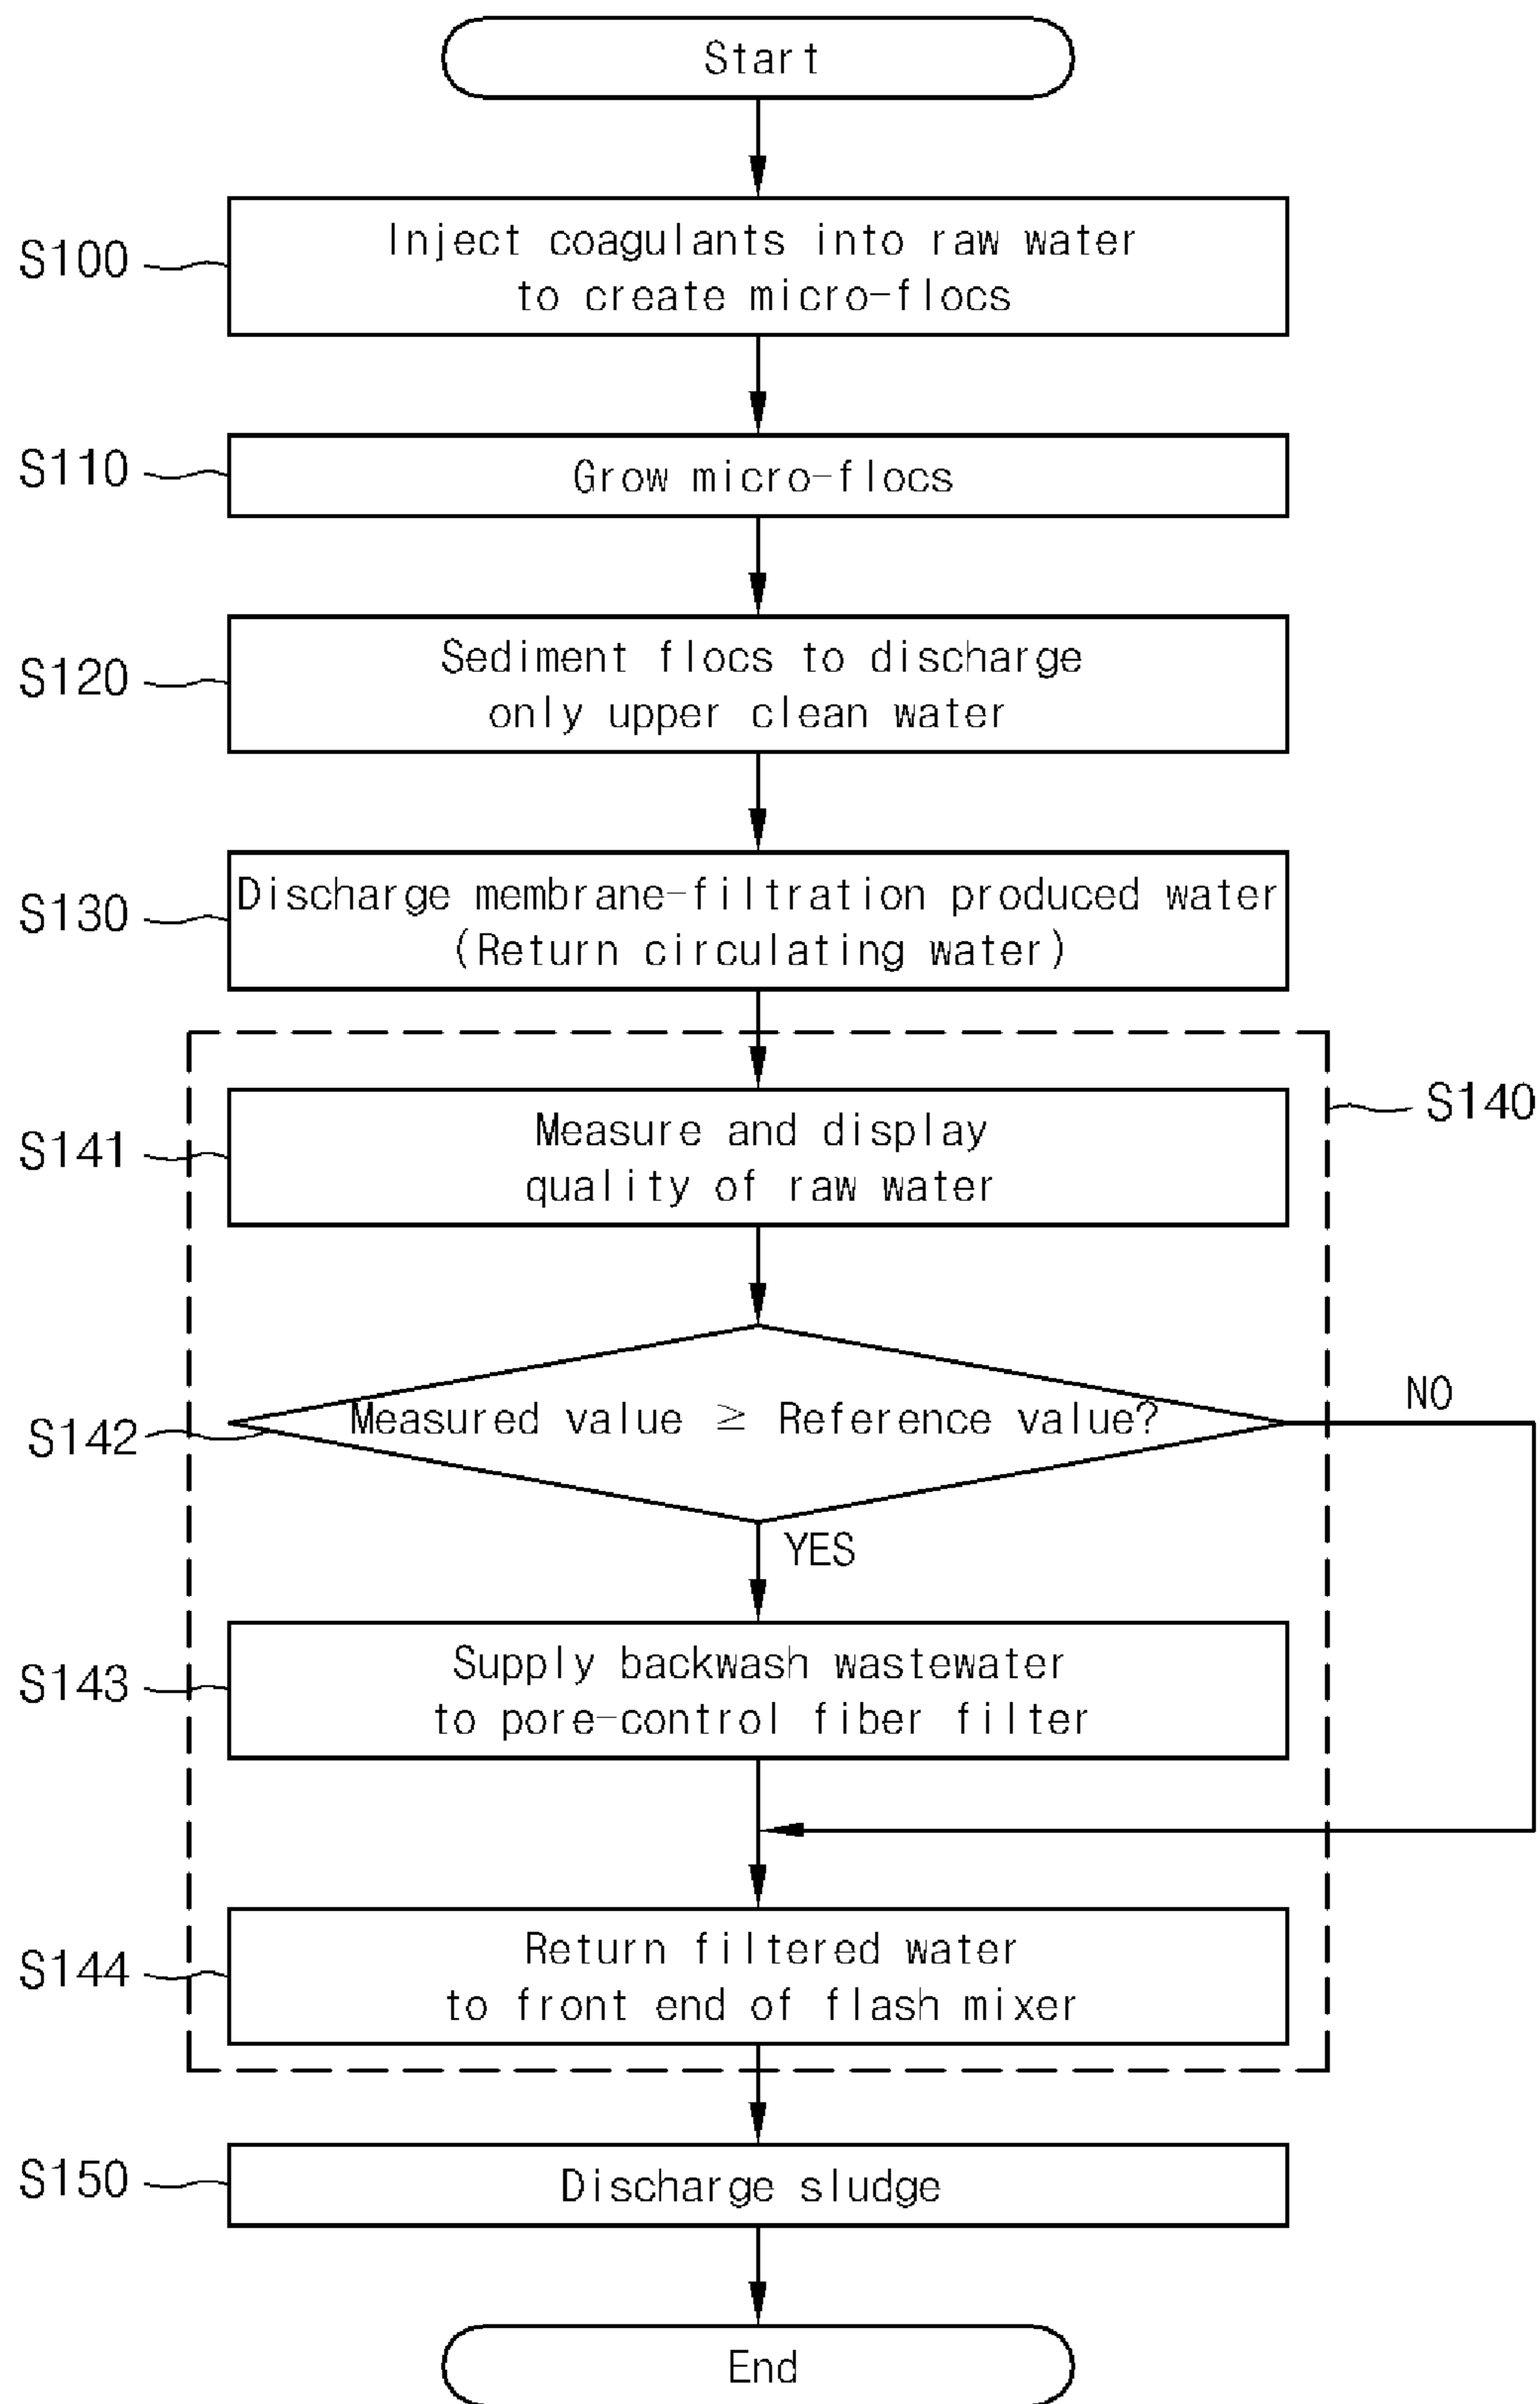 Start
S100
Inject coagulants into raw water
to create micro-flocs
S110
Grow micro-flocs
S120
Sediment flocs to discharge
only upper clean water
S130
Discharge membrane-filtration produced water
(Return circulating water)
S140
S141
Measure and display
quality of raw water
S142
Measured value ≥ Reference value?
NO
YES
S143
Supply backwash wastewater
to pore-control fiber filter
S144
Return filtered water
to front end of flash mixer
S150
Discharge sludge
End